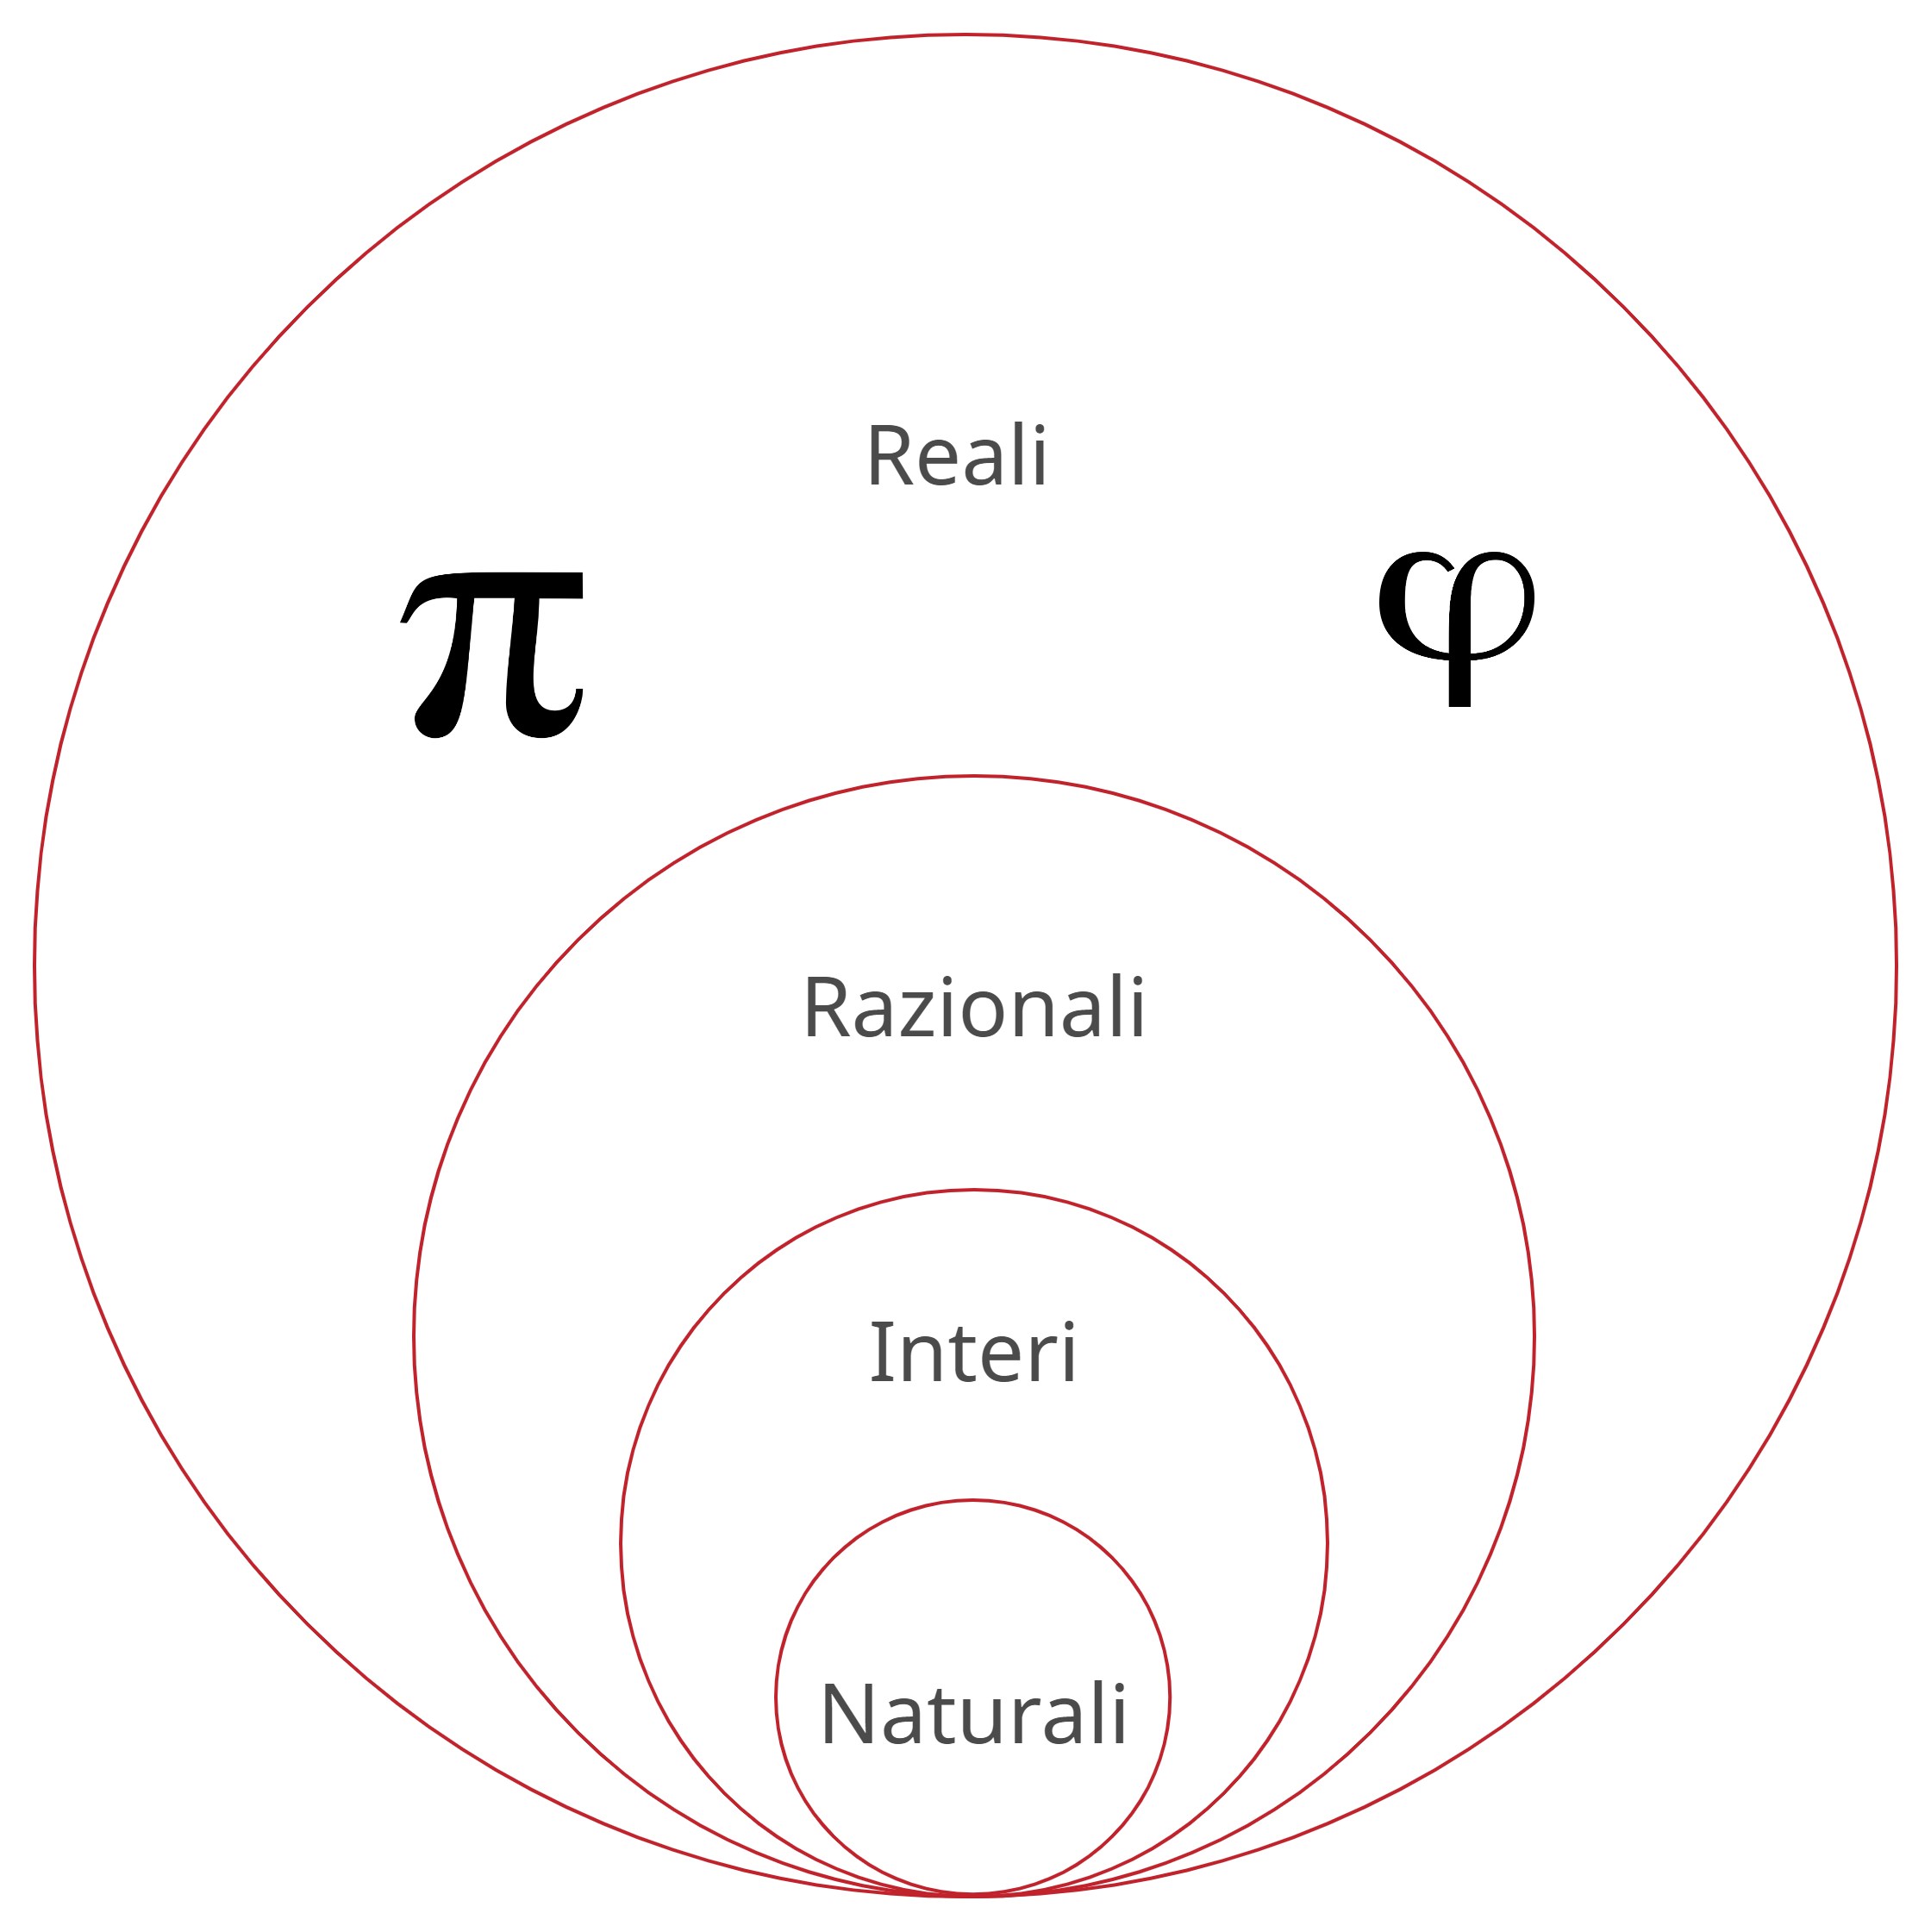 Reali
π φ
Razionali
Interi
Naturali